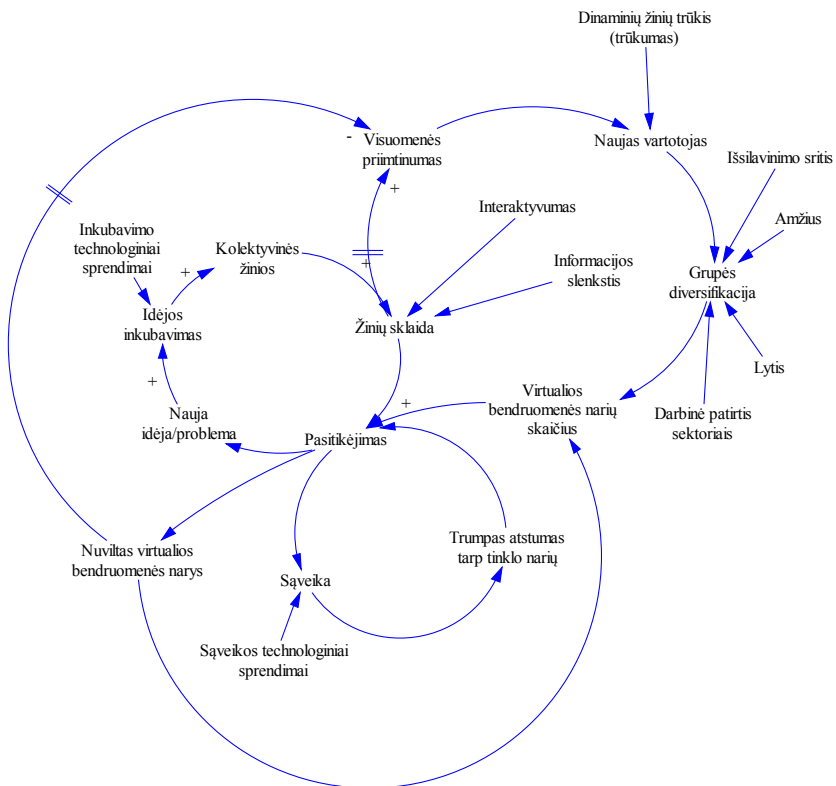 Dinaminių žinių trūkis
(trūkumas)
-
Visuomenės
priimtinumas
+
Naujas vartotojas
Išsilavinimo sritis
Amžius
Inkubavimo
technologiniai
sprendimai
Kolektyvinės
žinios
+
Interaktyvumas
+
Informacijos
slenkstis
Grupės
diversifikacija
Idėjos
inkubavimas
Žinių sklaida
Lytis
+
Nauja
idėja/problema
+
Virtualios
bendruomenės narių
skaičius
Darbinė patirtis
sektoriais
Pasitikėjimas
Nuviltas virtualios
bendruomenės narys
Trumpas atstumas
tarp tinklo narių
Sąveika
Sąveikos technologiniai
sprendimai